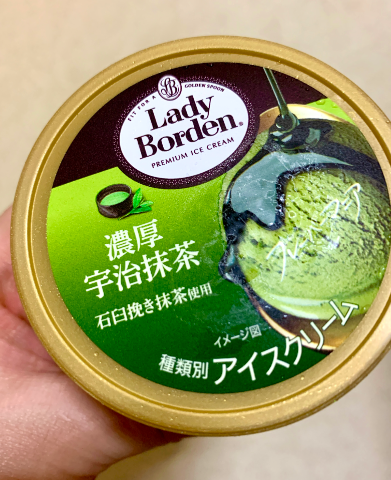 FIT FOR A GOLDEN SPOON
Lady
Borden®
PREMIUM ICE CREAM
濃厚
宇治抹茶
石臼挽き抹茶使用
イメージ図
種類別 アイスクリーム